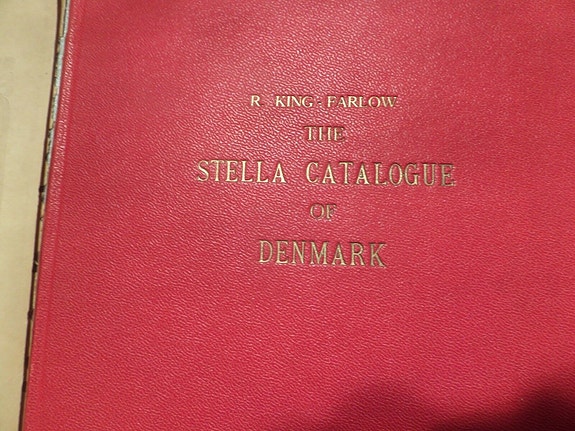 R. KING-FARLOW.
THE
STELLA CATALOGUE
OF
DENMARK